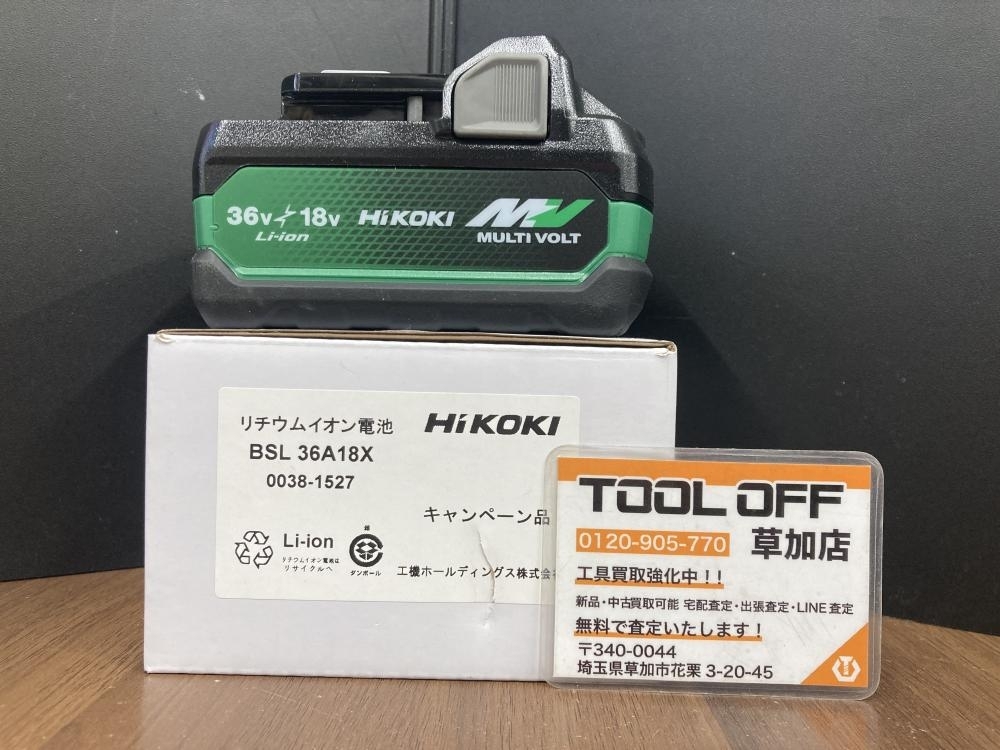 36V⚡18V HiKOKI MV
Li-ion MULTI VOLT
リチウムイオン電池 HiKOKI
BSL 36A18X
0038-1527
キャンペーン品
Li-ion
リチウムイオン電池は
リサイクルへ
ダンボール
工機ホールディングス株式会
TOOL OFF
0120-905-770 草加店
工具買取強化中!!
新品・中古買取可能 宅配査定・出張査定・LINE査定
無料で査定いたします!
〒340-0044
埼玉県草加市花栗 3-20-45